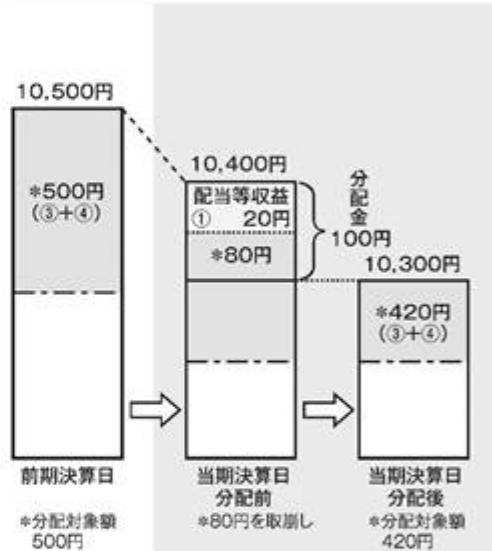 10,500円
*500円
(③+④)
前期決算日
*分配対象額
500円
10,400円
配当等収益
① 20円
*80円
分配金
100円
当期決算日
分配前
*80円を取崩し
10,300円
*420円
(③+④)
当期決算日
分配後
*分配対象額
420円